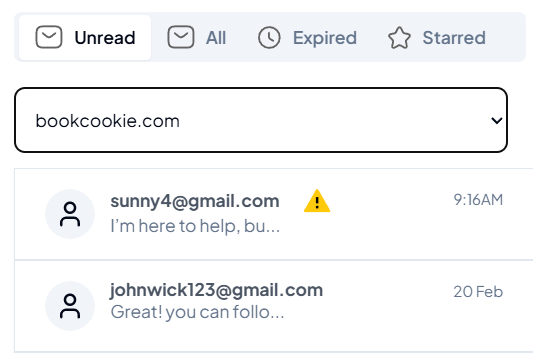 Unread All Expired Starred
bookcookie.com
sunny4@gmail.com 9:16AM
I'm here to help, bu...
johnwick123@gmail.com 20 Feb
Great! you can follo...